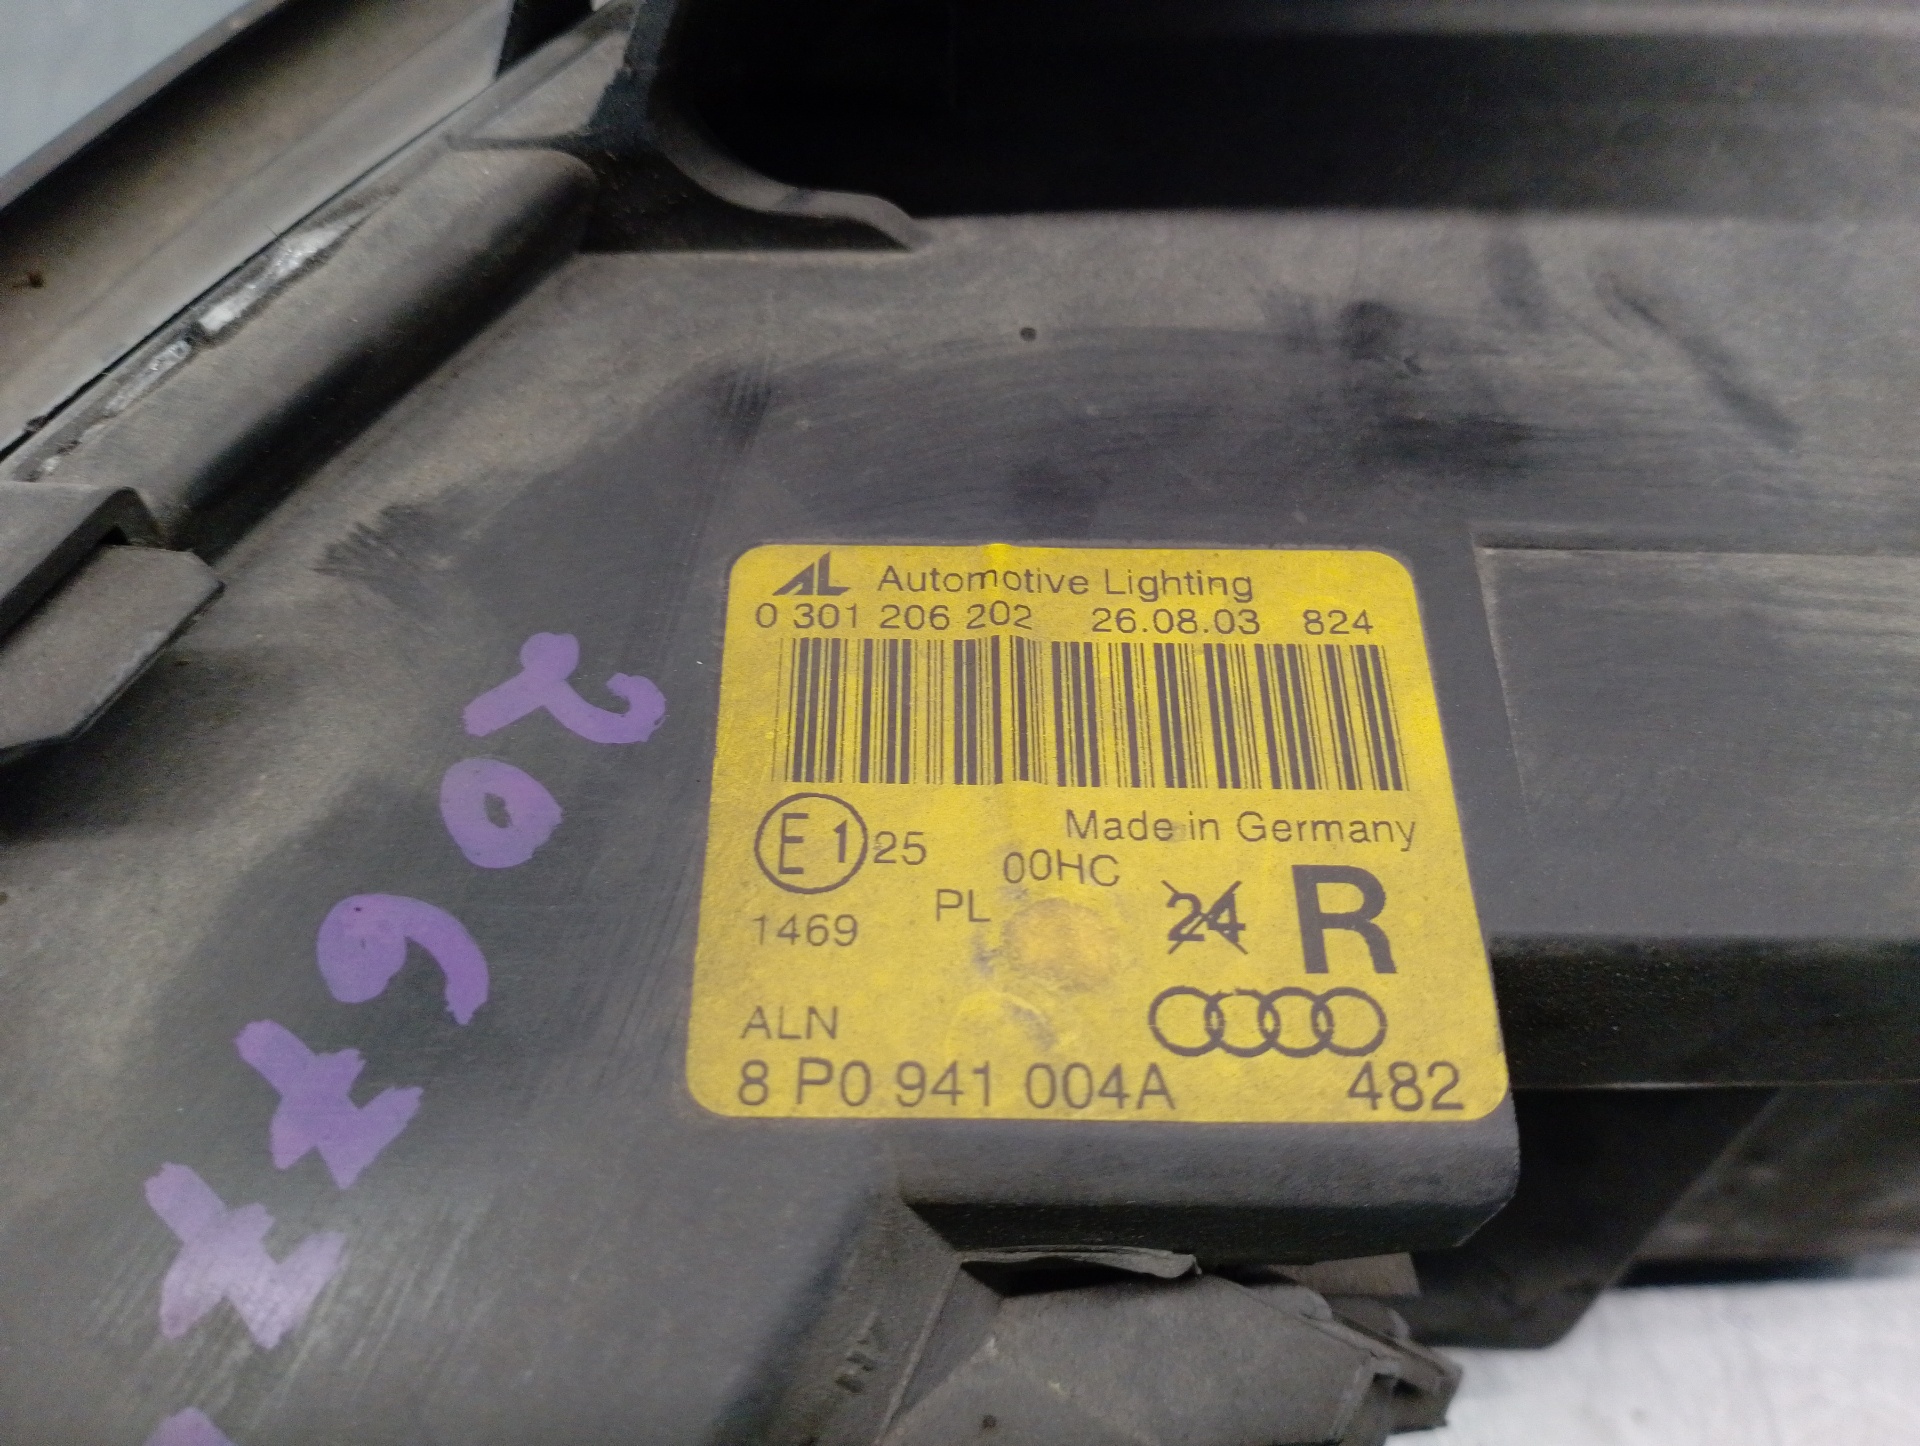 AL Automotive Lighting
0 301 206 202 26.08.03 824
E1 25
Made in Germany
00HC
PL
24
R
1469
ALN
8 P0 941 004A 482